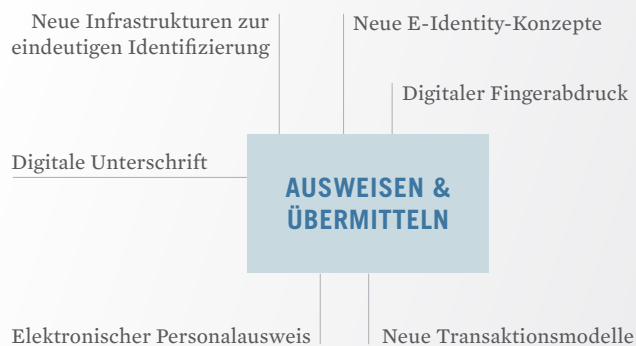 Neue Infrastrukturen zur
eindeutigen Identifizierung
Neue E-Identity-Konzepte
Digitaler Fingerabdruck
Digitale Unterschrift
AUSWEISEN &
ÜBERMITTELN
Elektronischer Personalausweis
Neue Transaktionsmodelle